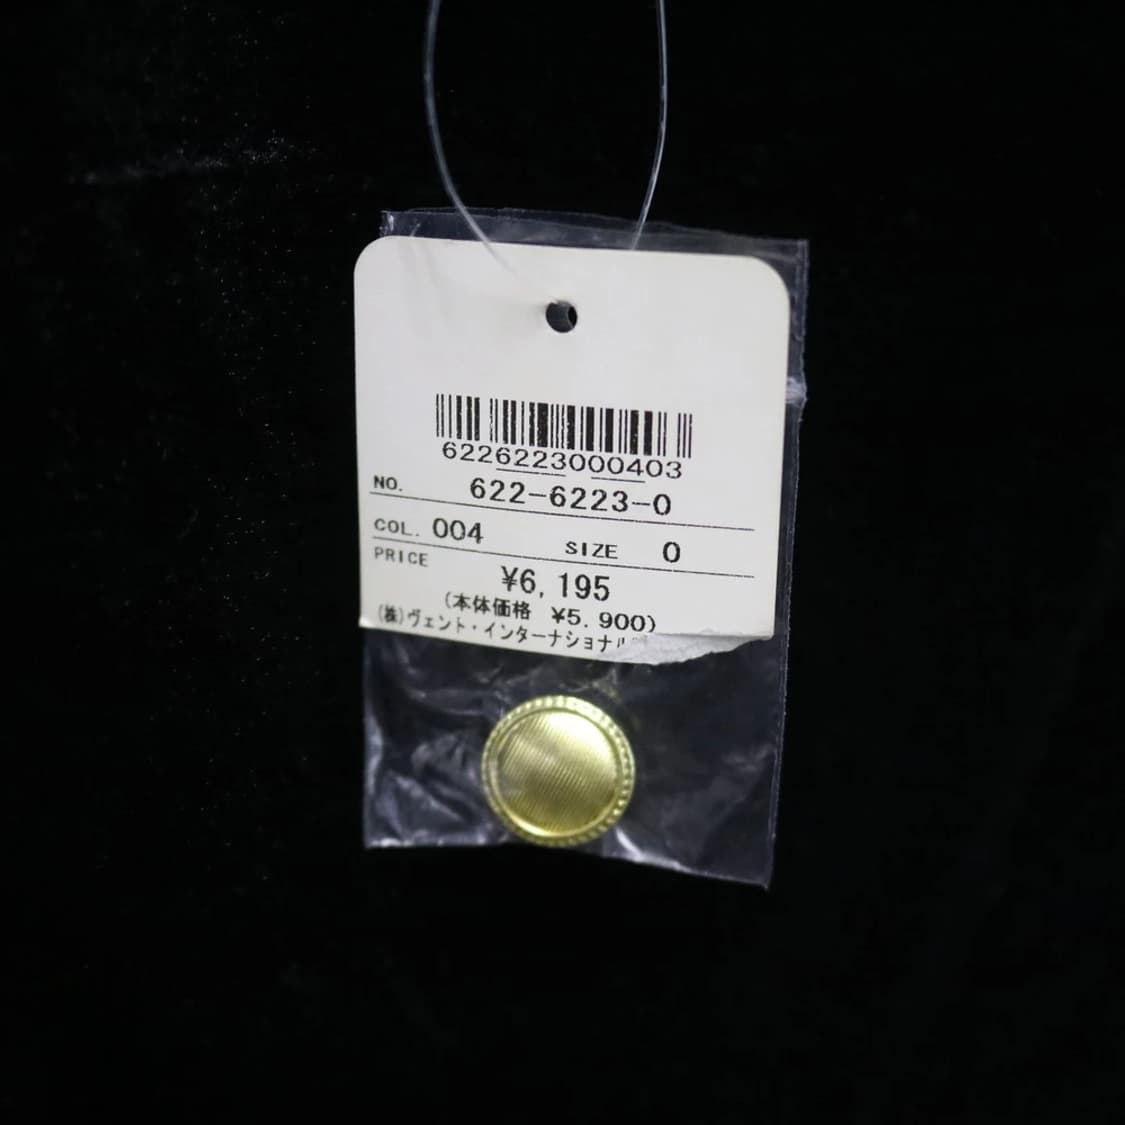 6226223000403
NO. 622-6223-0
COL. 004 SIZE 0
PRICE
¥6,195
(本体価格 ¥5.900)
(株)ヴェント・インターナショナル